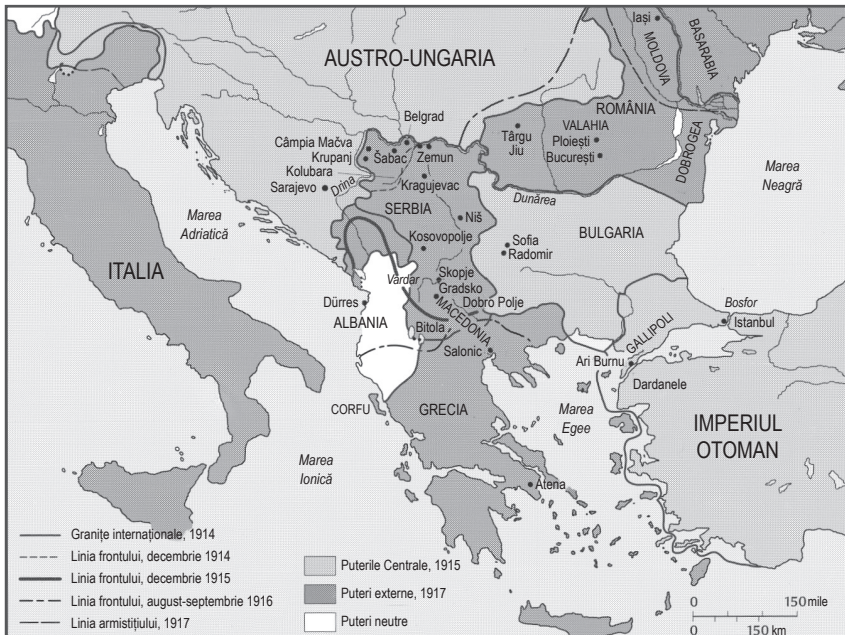 Iași
MOLDOVA
BASARABIA
AUSTRO-UNGARIA
ROMÂNIA
Belgrad
Câmpia Mačva
Krupanj
Kolubara
Sarajevo
Drina
Šabac
Zemun
Kragujevac
Târgu
Jiu
VALAHIA
Ploiești
București
DOBROGEA
Marea
Neagră
Dunărea
Marea
Adriatică
SERBIA
Niš
Kosovopolje
Sofia
Radomir
BULGARIA
ITALIA
Skopje
Gradsko
Vardar
Dobro Polje
MACEDONIA
Dürres
ALBANIA
Bitola
Salonic
Bosfor
Istanbul
GALLIPOLI
Ari Burnu
Dardanele
CORFU
GRECIA
Marea
Egee
IMPERIUL
OTOMAN
Marea
Ionică
Atena
Granițe internaționale, 1914
Linia frontului, decembrie 1914
Linia frontului, decembrie 1915
Linia frontului, august-septembrie 1916
Linia armistițiului, 1917
Puterile Centrale, 1915
Puteri externe, 1917
Puteri neutre
0 150 mile
0 150 km